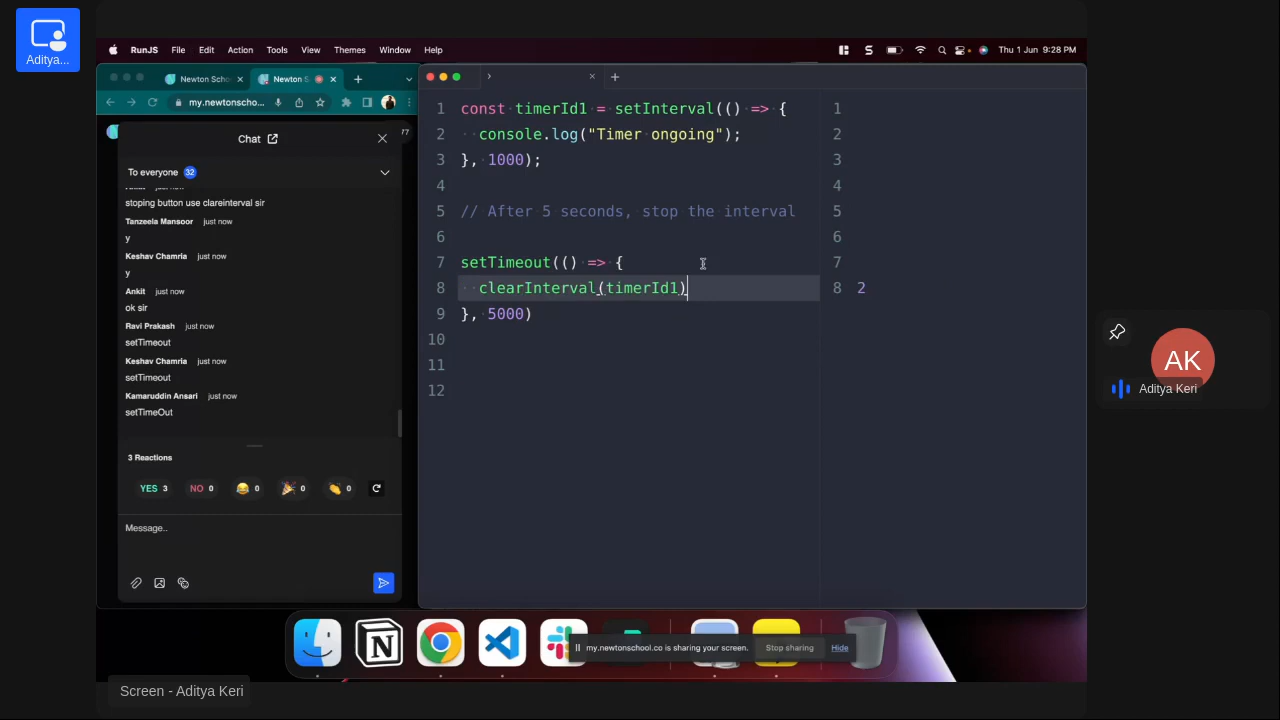 Aditya...
RunJS File Edit Action Tools View Themes Window Help
Thu 1 Jun 9:28 PM
Newton Scho
Newton S
my.newtonschoo...
Chat
77
To everyone 32
just now
stoping button use clareinterval sir
Tanzeela Mansoor just now
y
Keshav Chamria just now
y
Ankit just now
ok sir
Ravi Prakash just now
setTimeout
Keshav Chamria just now
setTimeout
Kamaruddin Ansari just now
setTimeOut
3 Reactions
YES 3 NO 0 0 0 0
Message..
1 const timerId1 = setInterval(() => {
2 console.log("Timer ongoing");
3 }, 1000);
4
5 // After 5 seconds, stop the interval
6
7 setTimeout(() => {
8 clearInterval(timerId1)
9 }, 5000)
10
11
12
1
2
3
4
5
6
7
8 2
AK
Aditya Keri
my.newtonschool.co is sharing your screen. Stop sharing Hide
Screen - Aditya Keri